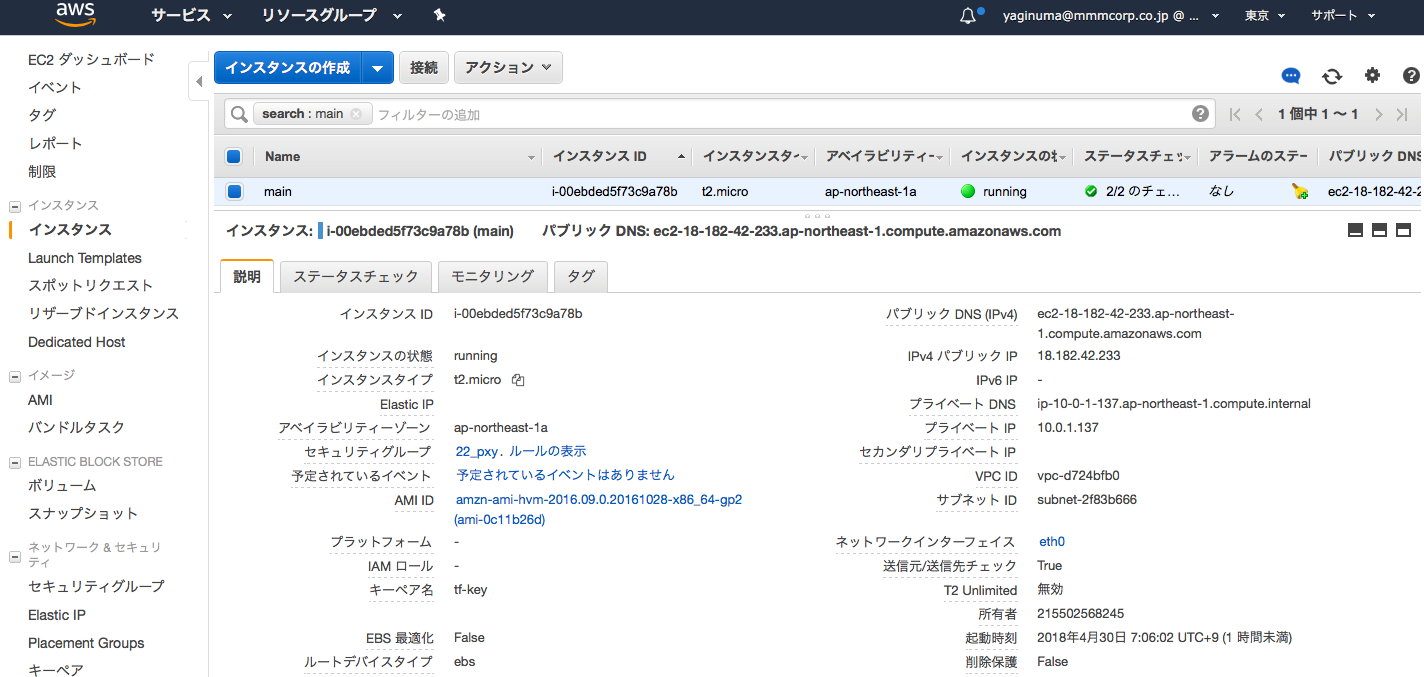 aws サービス リソースグループ yaginuma@mmmcorp.co.jp @ ... 東京 サポート
EC2 ダッシュボード
イベント
タグ
レポート
制限
インスタンス
インスタンス
Launch Templates
スポットリクエスト
リザーブドインスタンス
Dedicated Host
イメージ
AMI
バンドルタスク
ELASTIC BLOCK STORE
ボリューム
スナップショット
ネットワーク & セキュリ
ティ
セキュリティグループ
Elastic IP
Placement Groups
キーペア
インスタンスの作成 接続 アクション
search : main フィルターの追加 1 個中 1 ～ 1
Name インスタンス ID インスタンスター アベイラビリティー インスタンスの状 ステータスチェッ アラームのステー パブリック DNS
main i-00ebded5f73c9a78b t2.micro ap-northeast-1a running 2/2 のチェ... なし ec2-18-182-42-2
インスタンス: i-00ebded5f73c9a78b (main) パブリック DNS: ec2-18-182-42-233.ap-northeast-1.compute.amazonaws.com
説明 ステータスチェック モニタリング タグ
インスタンス ID i-00ebded5f73c9a78b
インスタンスの状態 running
インスタンスタイプ t2.micro
Elastic IP
アベイラビリティーゾーン ap-northeast-1a
セキュリティグループ 22_pxy. ルールの表示
予定されているイベント 予定されているイベントはありません
AMI ID amzn-ami-hvm-2016.09.0.20161028-x86_64-gp2
(ami-0c11b26d)
プラットフォーム -
IAM ロール -
キーペア名 tf-key
EBS 最適化 False
ルートデバイスタイプ ebs
パブリック DNS (IPv4) ec2-18-182-42-233.ap-northeast-
1.compute.amazonaws.com
IPv4 パブリック IP 18.182.42.233
IPv6 IP -
プライベート DNS ip-10-0-1-137.ap-northeast-1.compute.internal
プライベート IP 10.0.1.137
セカンダリプライベート IP
VPC ID vpc-d724bfb0
サブネット ID subnet-2f83b666
ネットワークインターフェイス eth0
送信元/送信先チェック True
T2 Unlimited 無効
所有者 215502568245
起動時刻 2018年4月30日 7:06:02 UTC+9 (1 時間未満)
削除保護 False